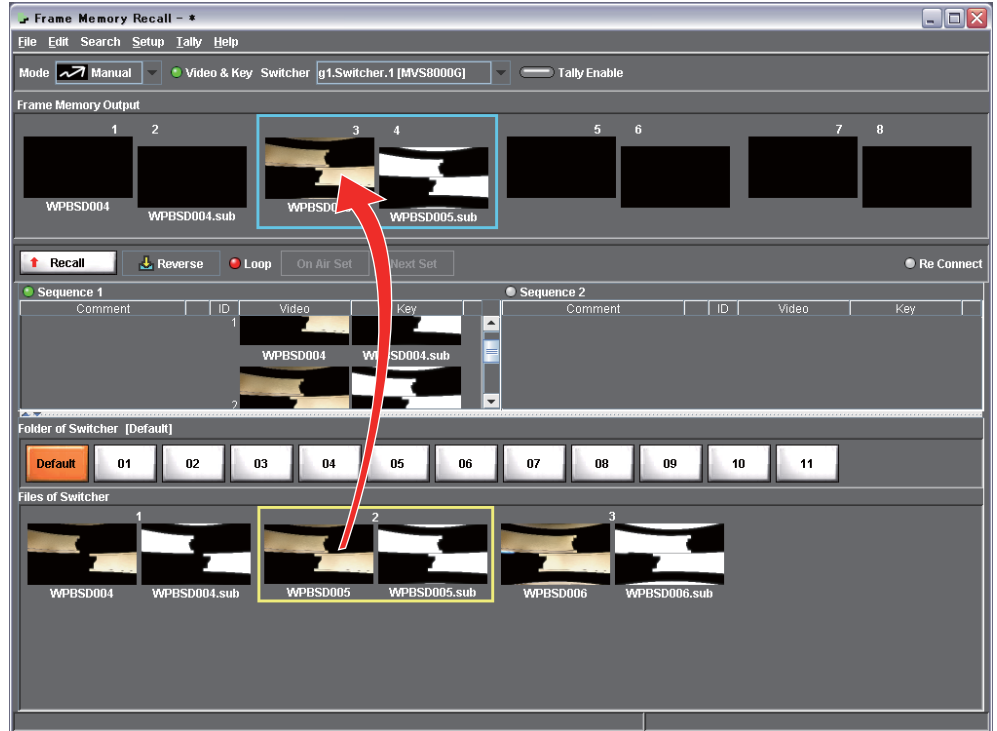 Frame Memory Recall - *
File Edit Search Setup Tally Help
Mode Manual Video & Key Switcher g1.Switcher.1 [MVS8000G] Tally Enable
Frame Memory Output
1 2 3 4 5 6 7 8
WPBSD004 WPBSD004.sub WPBSD0 WPBSD005.sub
Recall Reverse Loop On Air Set Next Set Re Connect
Sequence 1 Sequence 2
Comment ID Video Key Comment ID Video Key
1
WPBSD004 WPBSD004.sub
2
Folder of Switcher [Default]
Default 01 02 03 04 05 06 07 08 09 10 11
Files of Switcher
1 2 3
WPBSD004 WPBSD004.sub WPBSD005 WPBSD005.sub WPBSD006 WPBSD006.sub